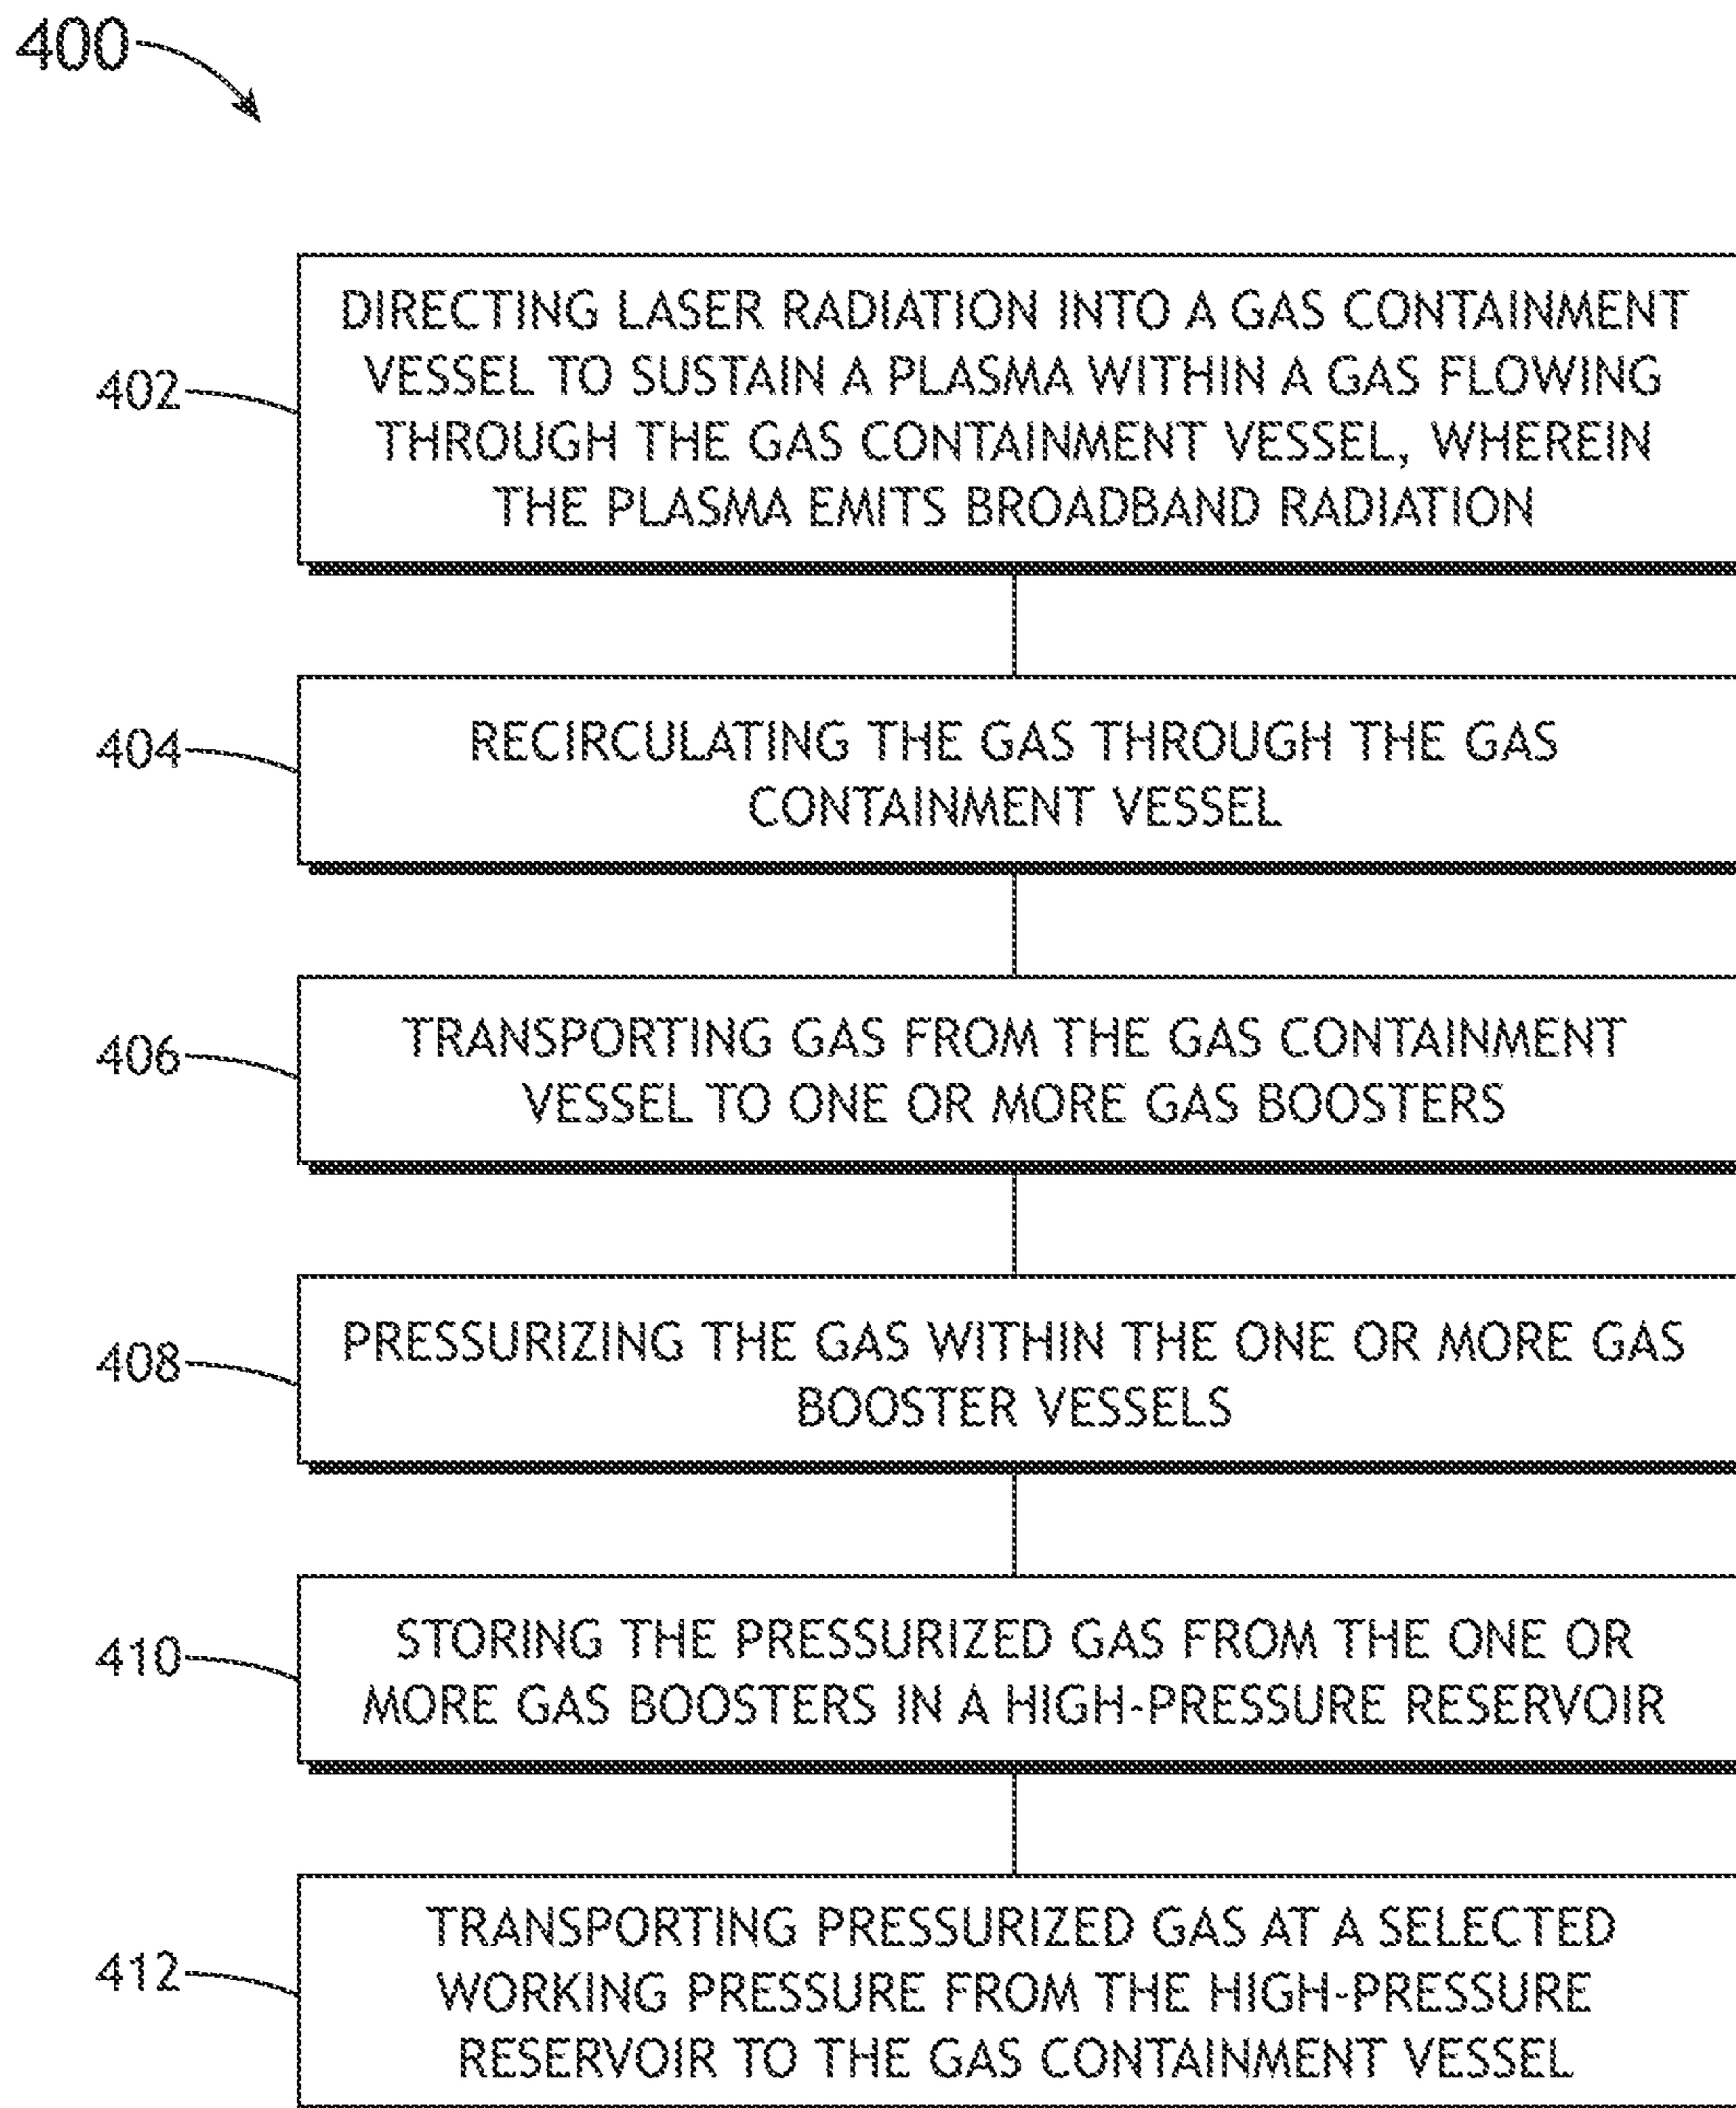 400
402
DIRECTING LASER RADIATION INTO A GAS CONTAINMENT
VESSEL TO SUSTAIN A PLASMA WITHIN A GAS FLOWING
THROUGH THE GAS CONTAINMENT VESSEL, WHEREIN
THE PLASMA EMITS BROADBAND RADIATION
404
RECIRCULATING THE GAS THROUGH THE GAS
CONTAINMENT VESSEL
406
TRANSPORTING GAS FROM THE GAS CONTAINMENT
VESSEL TO ONE OR MORE GAS BOOSTERS
408
PRESSURIZING THE GAS WITHIN THE ONE OR MORE GAS
BOOSTER VESSELS
410
STORING THE PRESSURIZED GAS FROM THE ONE OR
MORE GAS BOOSTERS IN A HIGH-PRESSURE RESERVOIR
412
TRANSPORTING PRESSURIZED GAS AT A SELECTED
WORKING PRESSURE FROM THE HIGH-PRESSURE
RESERVOIR TO THE GAS CONTAINMENT VESSEL